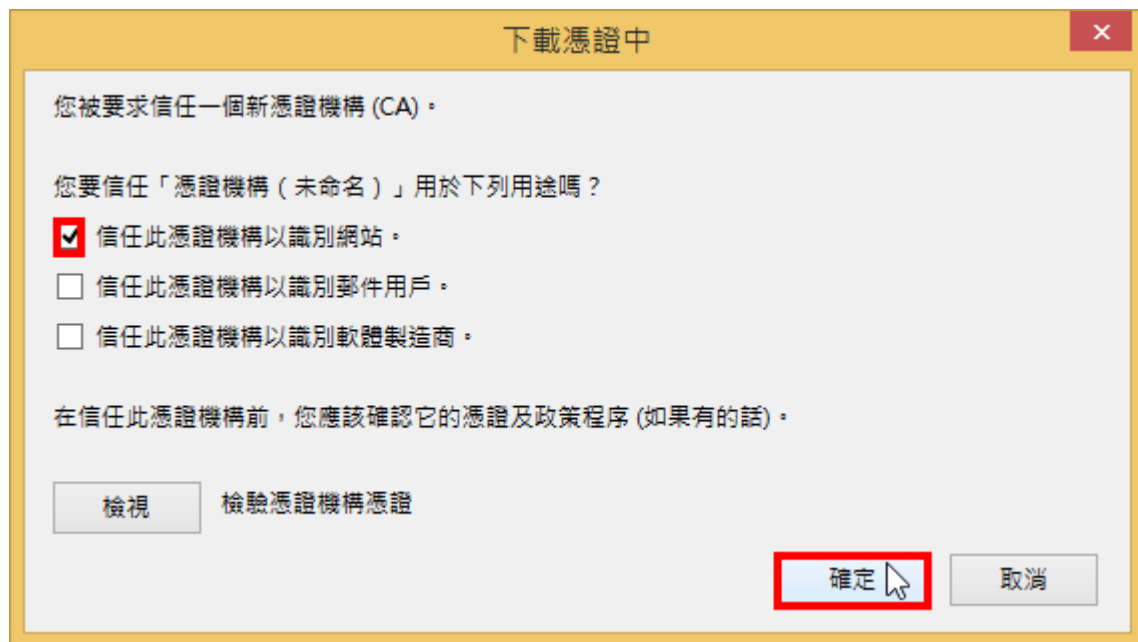 下載憑證中
您被要求信任一個新憑證機構 (CA)。
您要信任「憑證機構（未命名）」用於下列用途嗎？
信任此憑證機構以識別網站。
信任此憑證機構以識別郵件用戶。
信任此憑證機構以識別軟體製造商。
在信任此憑證機構前，您應該確認它的憑證及政策程序 (如果有的話)。
檢視 檢驗憑證機構憑證
確定 取消